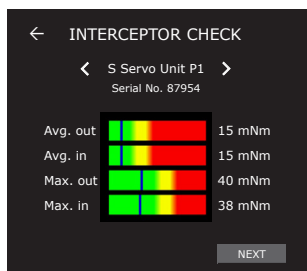 ← INTERCEPTOR CHECK
S Servo Unit P1
Serial No. 87954
Avg. out 15 mNm
Avg. in 15 mNm
Max. out 40 mNm
Max. in 38 mNm
NEXT